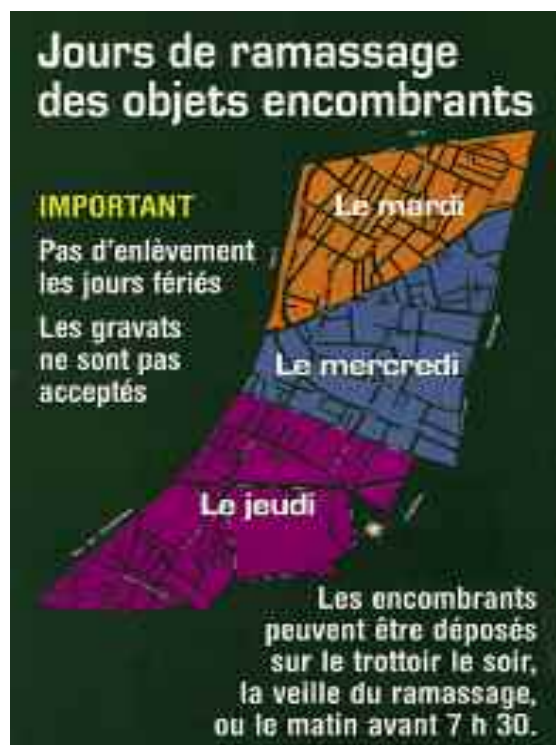 Jours de ramassage
des objets encombrants
IMPORTANT
Pas d'enlèvement
les jours fériés
Les gravats
ne sont pas
acceptés
Le mardi
Le mercredi
Le jeudi
Les encombrants
peuvent être déposés
sur le trottoir le soir,
la veille du ramassage,
ou le matin avant 7 h 30.